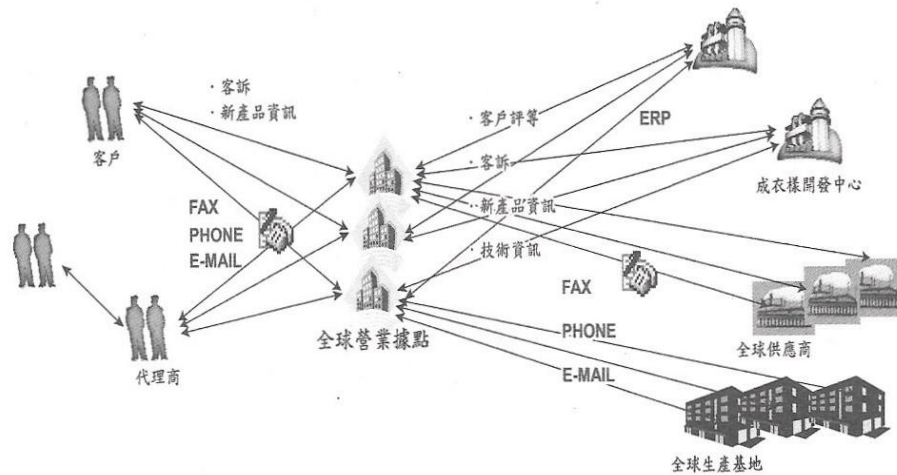 ・客訴
・新產品資訊
客戶
FAX
PHONE
E-MAIL
代理商
全球營業據點
・客戶評等
・客訴
・新產品資訊
・技術資訊
ERP
成衣樣開發中心
FAX
PHONE
E-MAIL
全球供應商
全球生產基地